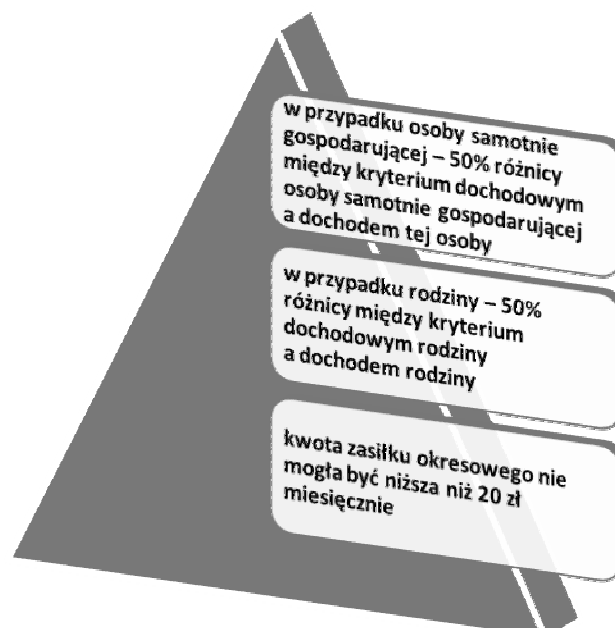 w przypadku osoby samotnie
gospodarującej – 50% różnicy
między kryterium dochodowym
osoby samotnie gospodarującej
a dochodem tej osoby
w przypadku rodziny – 50%
różnicy między kryterium
dochodowym rodziny
a dochodem rodziny
kwota zasiłku okresowego nie
mogła być niższa niż 20 zł
miesięcznie